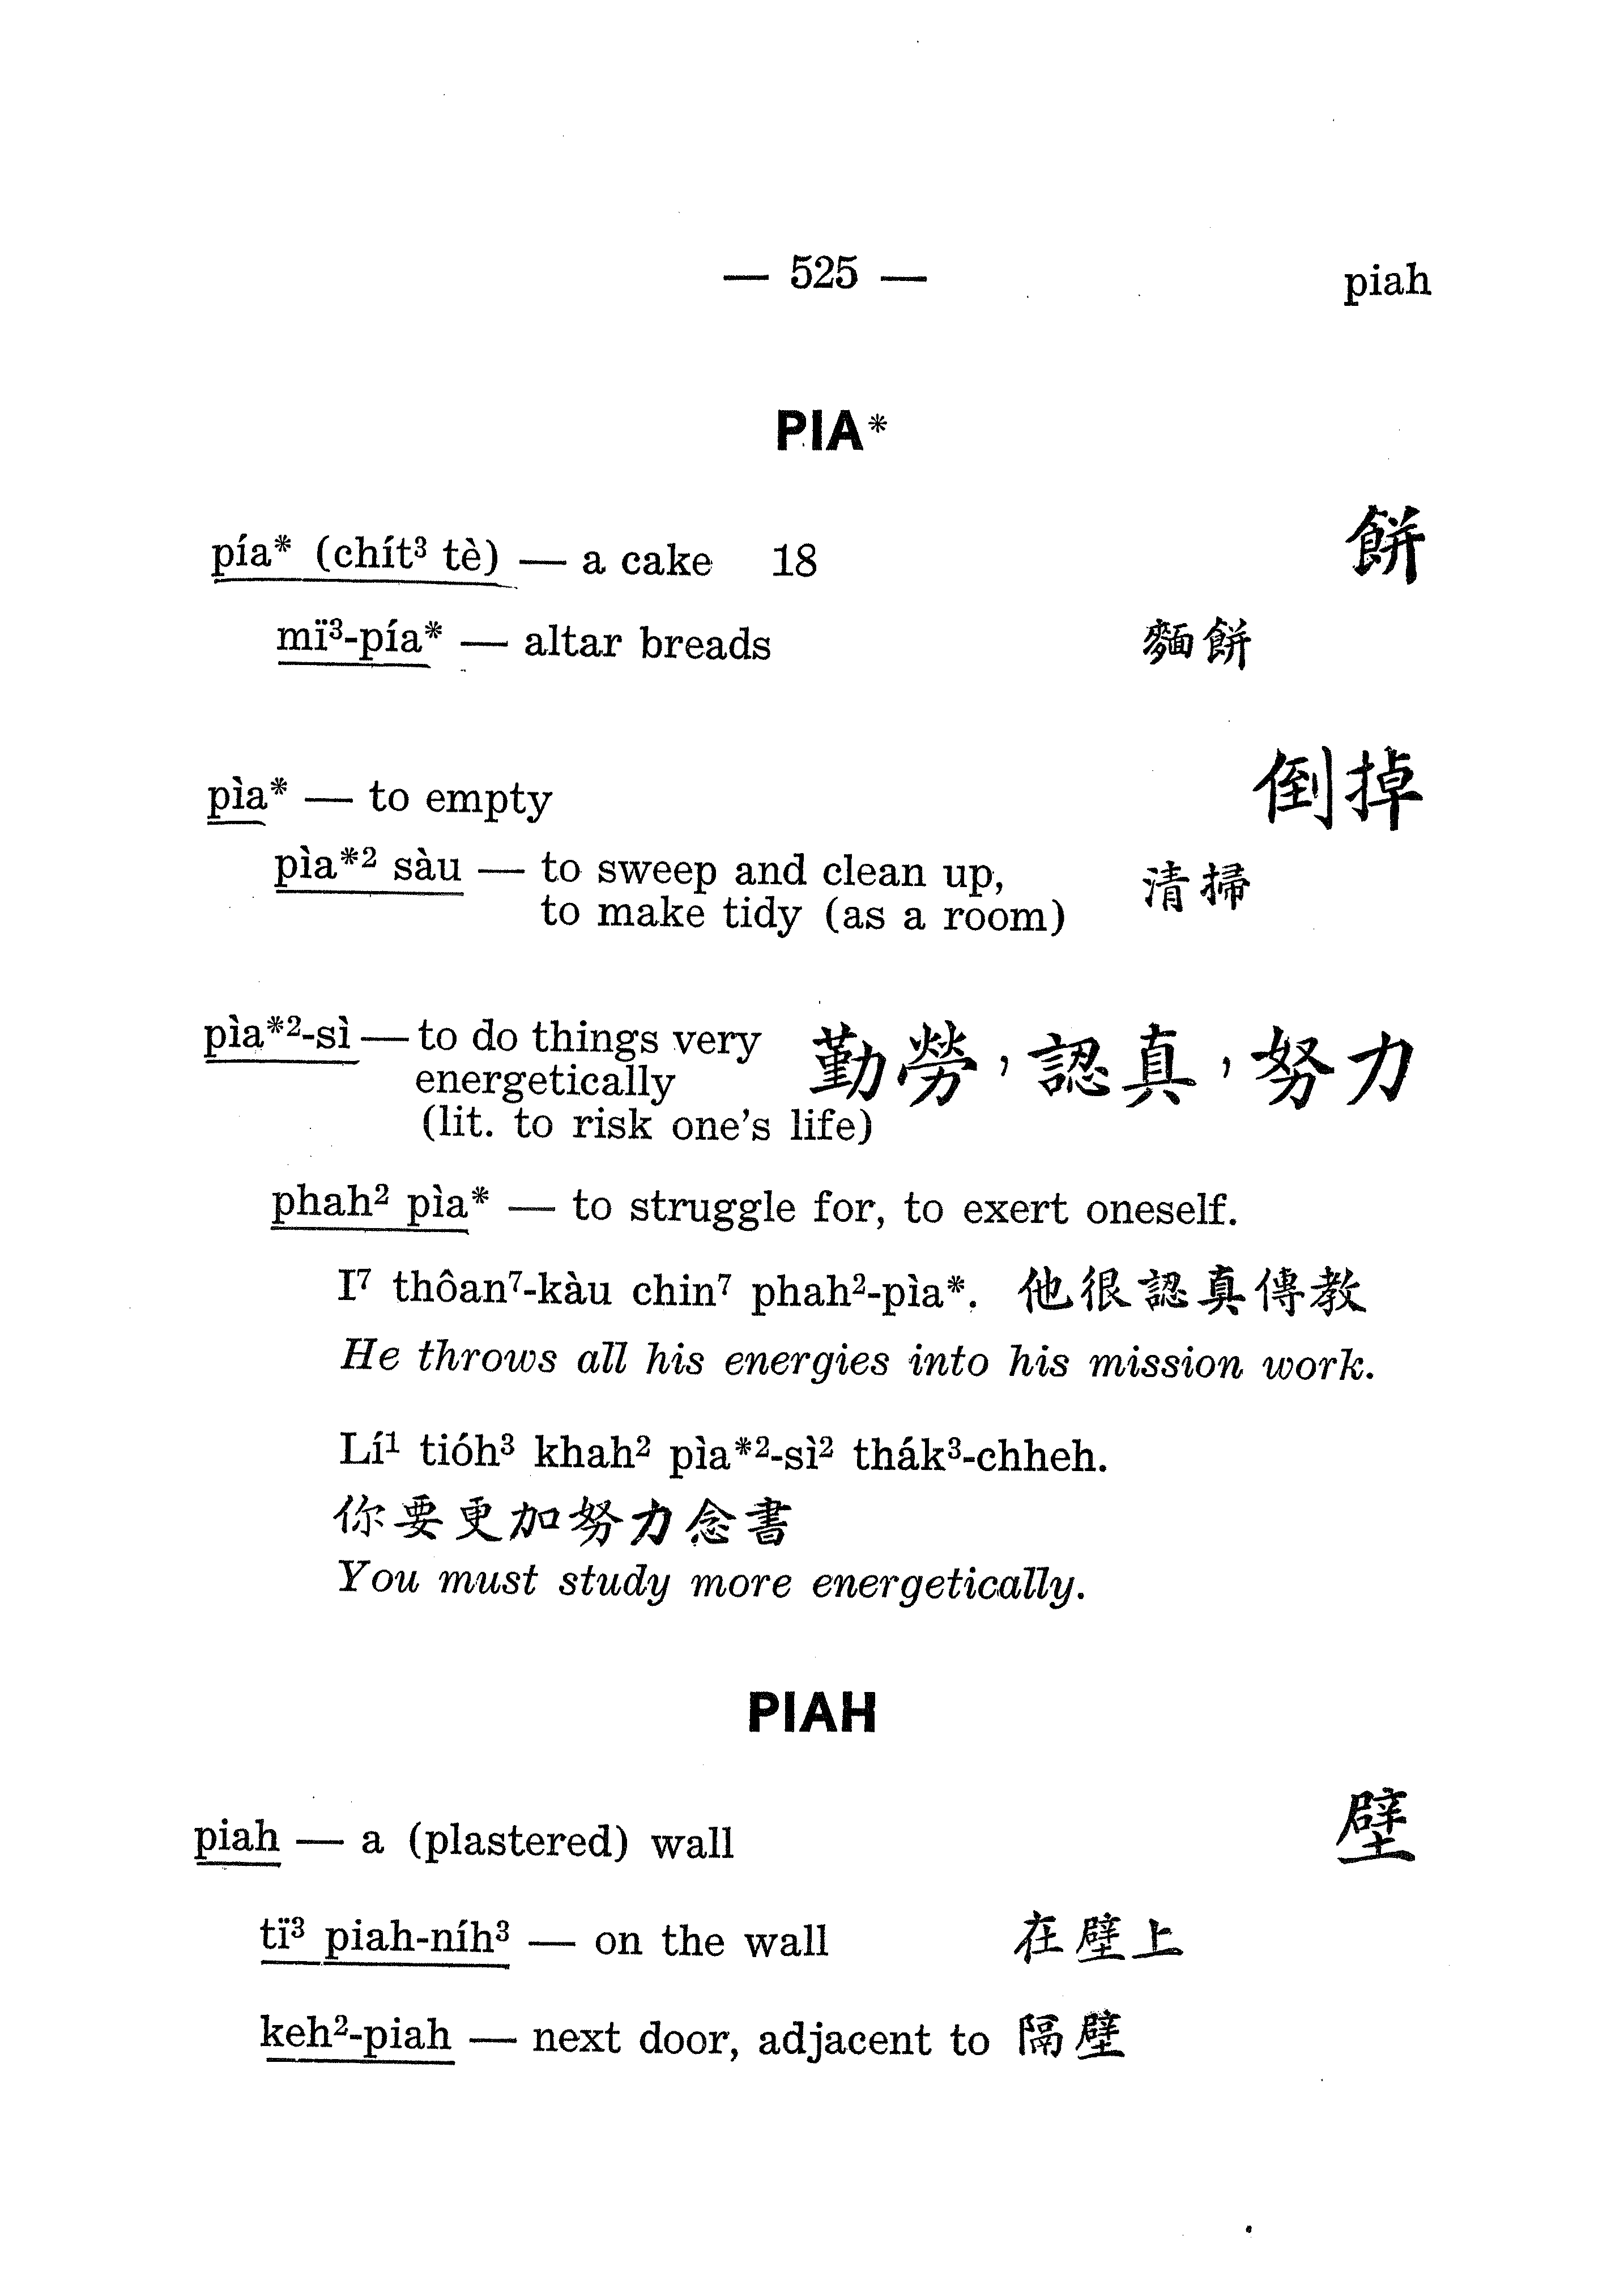 — 525 — piah
PIA*
pía* (chít³ tè) — a cake 18 餅
mï³-pía* — altar breads 麵餅
pìa* — to empty 倒掉
pìa*² sàu — to sweep and clean up, 清掃
to make tidy (as a room)
pìa*²-sì — to do things very 勤勞,認真,努力
energetically
(lit. to risk one's life)
phah² pìa* — to struggle for, to exert oneself.
I⁷ thôan⁷-kàu chin⁷ phah²-pìa*. 他很認真傳教
He throws all his energies into his mission work.
Lí¹ tióh³ khah² pìa*²-sì² thák³-chheh.
你要更加努力念書
You must study more energetically.
PIAH
piah — a (plastered) wall 壁
tï³ piah-níh³ — on the wall 在壁上
keh²-piah — next door, adjacent to 隔壁